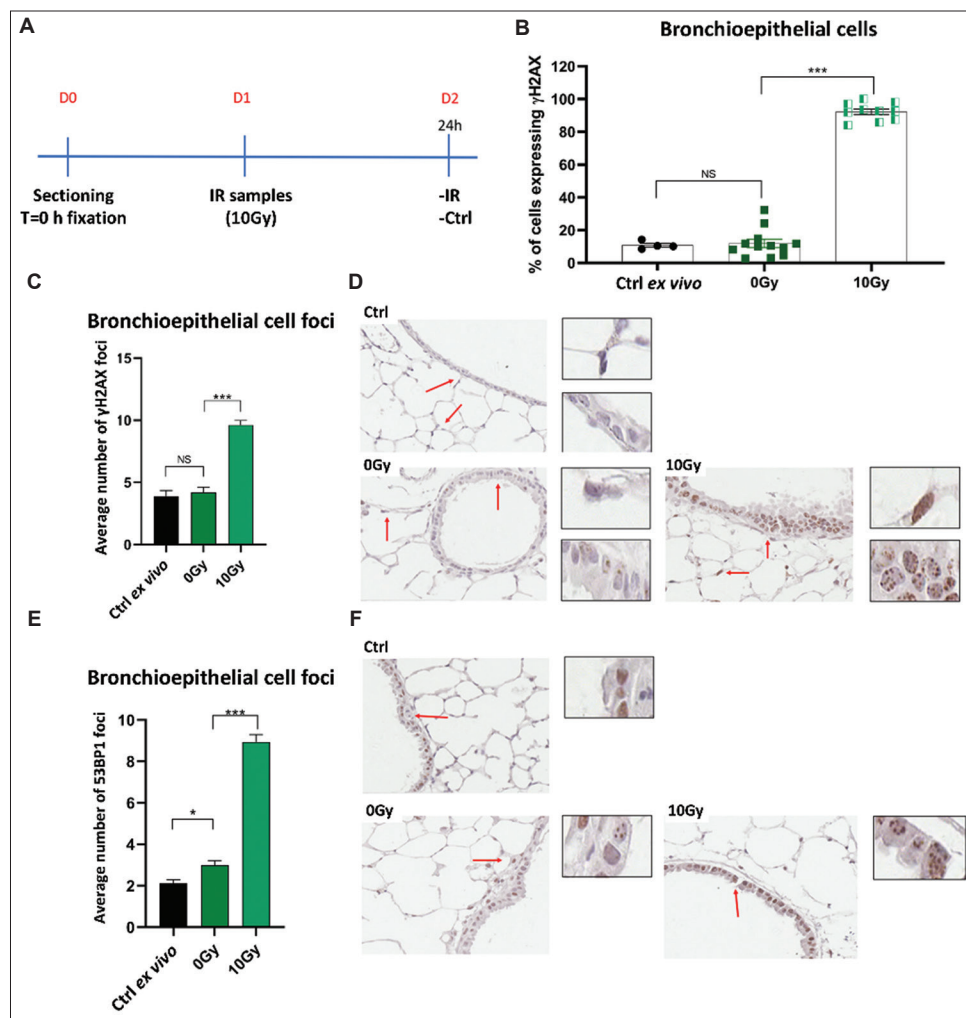 A
D0
D1
D2
24h
Sectioning
T=0 h fixation
IR samples
(10Gy)
-IR
-Ctrl
B
Bronchioepithelial cells
% of cells expressing γH2AX
120
100
80
60
40
20
0
NS
***
Ctrl ex vivo
0Gy
10Gy
C
Bronchioepithelial cell foci
Average number of γH2AX foci
15
10
5
0
NS
***
Ctrl ex vivo
0Gy
10Gy
D
Ctrl
0Gy
10Gy
E
Bronchioepithelial cell foci
Average number of 53BP1 foci
10
8
6
4
2
0
*
***
Ctrl ex vivo
0Gy
10Gy
F
Ctrl
0Gy
10Gy